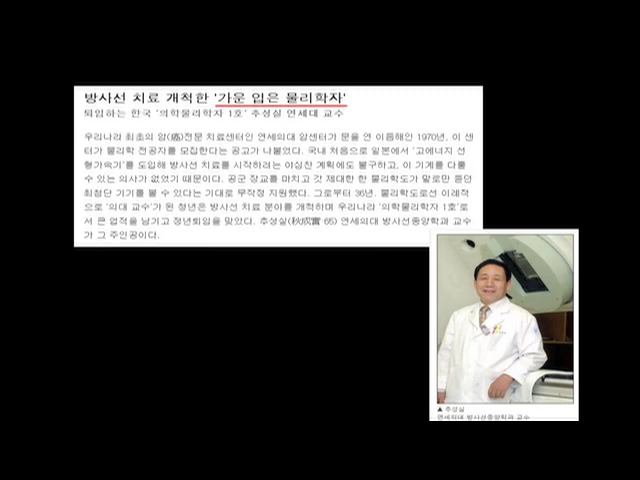 방사선 치료 개척한 '가운 입은 물리학자'
퇴임하는 한국 '의학물리학자 1호' 추성실 연세대 교수
우리나라 최초의 암(癌)전문 치료센터인 연세의대 암센터가 문을 연 이듬해인 1970년, 이 센
터가 물리학 전공자를 모집한다는 공고가 나붙었다. 국내 처음으로 일본에서 '고에너지 선
형가속기'를 도입해 방사선 치료를 시작하려는 야심찬 계획에도 불구하고, 이 기계를 다룰
수 있는 의사가 없었기 때문이다. 공군 장교를 마치고 갓 제대한 한 물리학도가 말로만 듣던
최첨단 기기를 볼 수 있다는 기대로 무작정 지원했다. 그로부터 36년. 물리학도로선 이례적
으로 '의대 교수'가 된 청년은 방사선 치료 분야를 개척하며 우리나라 '의학물리학자 1호'로
서 큰 업적을 남기고 정년퇴임을 맞았다. 추성실(秋成實·65) 연세의대 방사선종양학과 교수
가 그 주인공이다.
▲ 추성실
연세의대 방사선종양학과 교수